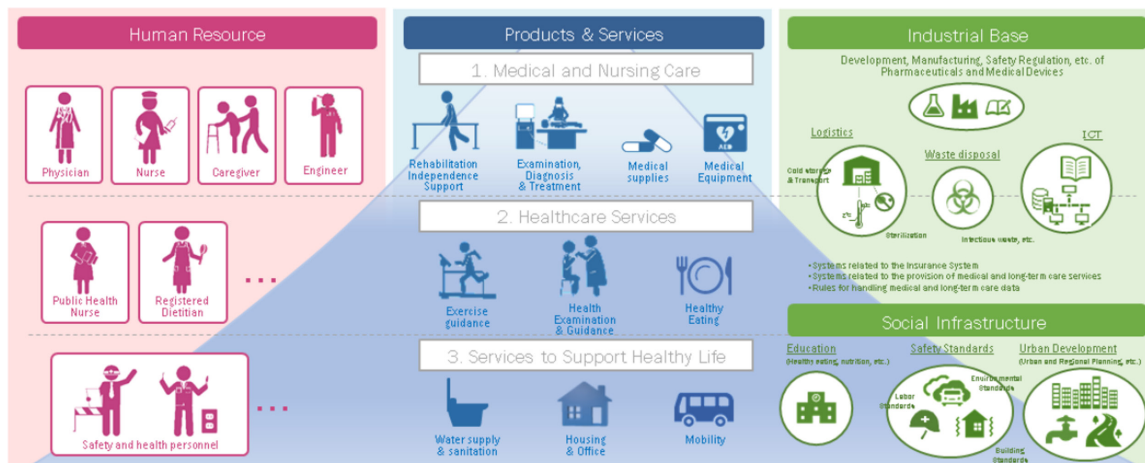 Human Resource
Physician
Nurse
Caregiver
Engineer
Public Health
Nurse
Registered
Dietitian
...
Safety and health personnel
...
Products & Services
1. Medical and Nursing Care
Rehabilitation
Independence
Support
Examination,
Diagnosis
& Treatment
Medical
supplies
AED
Medical
Equipment
2. Healthcare Services
Exercise
guidance
Health
Examination
& Guidance
Healthy
Eating
3. Services to Support Healthy Life
Water supply
& sanitation
Housing
& Office
Mobility
Industrial Base
Development, Manufacturing, Safety Regulation, etc. of
Pharmaceuticals and Medical Devices
Logistics
Cold storage
& Transport
Sterilization
Waste disposal
Infectious waste, etc.
ICT
•Systems related to the Insurance System
•Systems related to the provision of medical and long-term care services
•Rules for handling medical and long-term care data
Social Infrastructure
Education
(Healthy eating, nutrition, etc.)
Safety Standards
Environmental
Standards
Labor
Standards
Building
Standards
Urban Development
(Urban and Regional Planning, etc.)